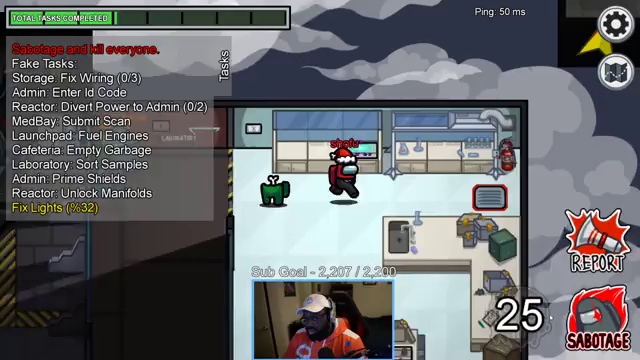 TOTAL TASKS COMPLETED
Ping: 50 ms
Sabotage and kill everyone.
Fake Tasks:
Storage: Fix Wiring (0/3)
Admin: Enter Id Code
Reactor: Divert Power to Admin (0/2)
MedBay: Submit Scan
Launchpad: Fuel Engines
Cafeteria: Empty Garbage
Laboratory: Sort Samples
Admin: Prime Shields
Reactor: Unlock Manifolds
Fix Lights (%32)
Tasks
LABORATORY
shofu
REPORT
Sub Goal - 2,207 / 2,200
25
SABOTAGE